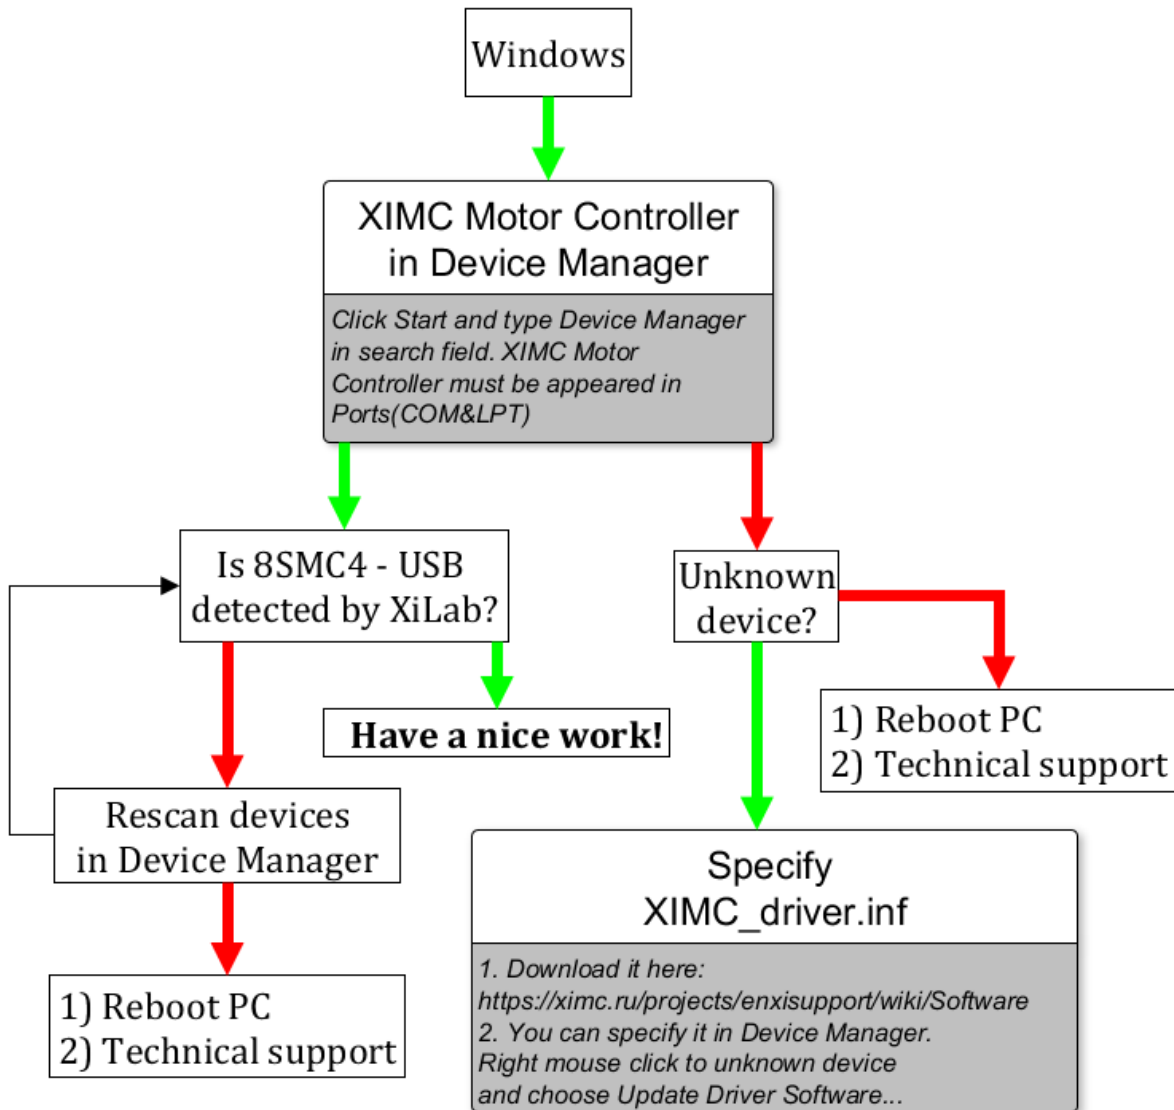 Windows
XIMC Motor Controller
in Device Manager
Click Start and type Device Manager
in search field. XIMC Motor
Controller must be appeared in
Ports(COM&LPT)
Is 8SMC4 - USB
detected by XiLab?
Unknown
device?
Have a nice work!
1) Reboot PC
2) Technical support
Rescan devices
in Device Manager
Specify
XIMC_driver.inf
1. Download it here:
https://ximc.ru/projects/enxisupport/wiki/Software
2. You can specify it in Device Manager.
Right mouse click to unknown device
and choose Update Driver Software...
1) Reboot PC
2) Technical support